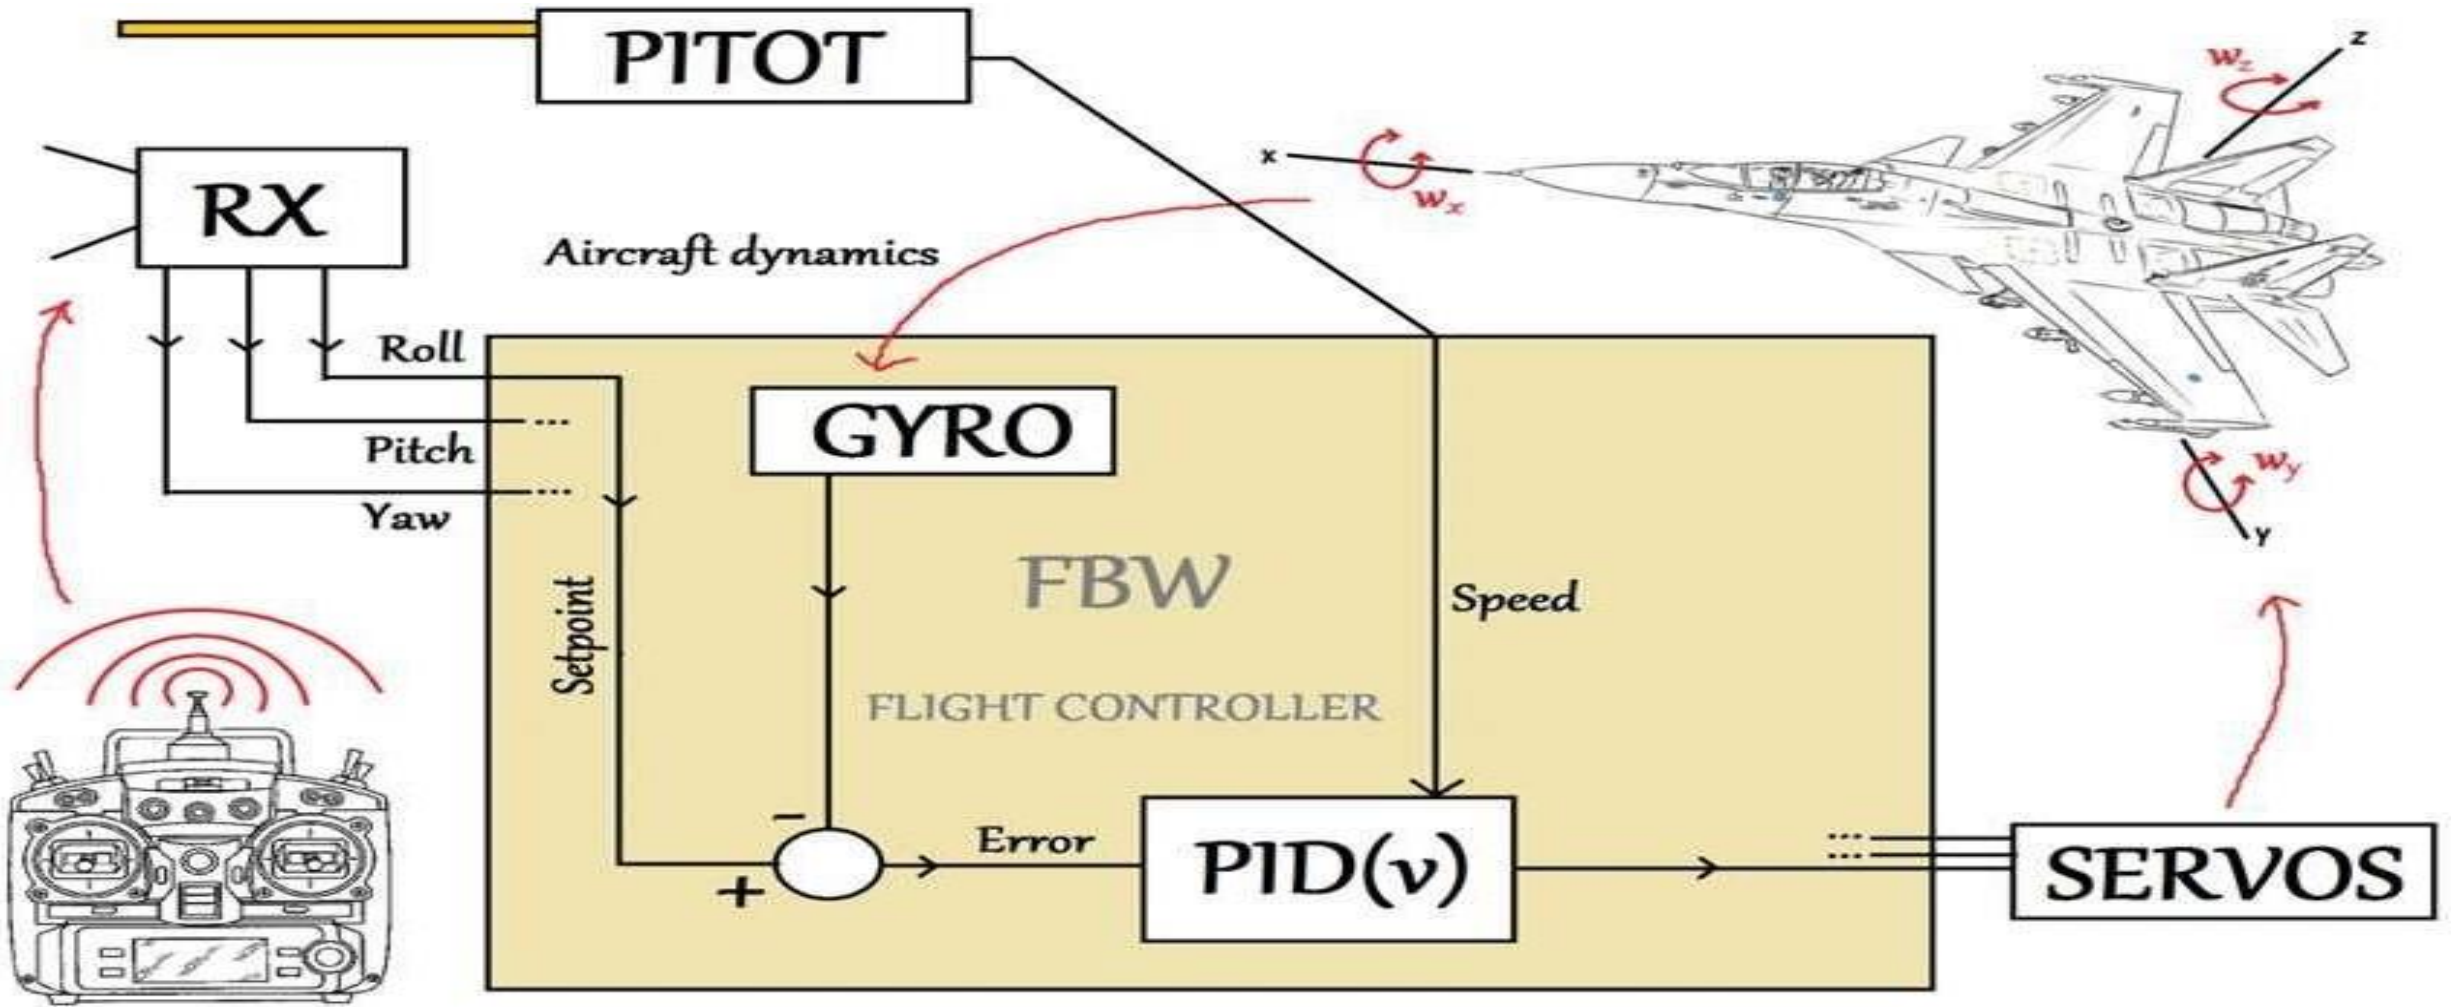 PITOT
z
wz
RX
x
wx
Aircraft dynamics
Roll
GYRO
Pitch
wy
Yaw
y
FBW
Setpoint
Speed
FLIGHT CONTROLLER
-
Error
+
PID(v)
SERVOS